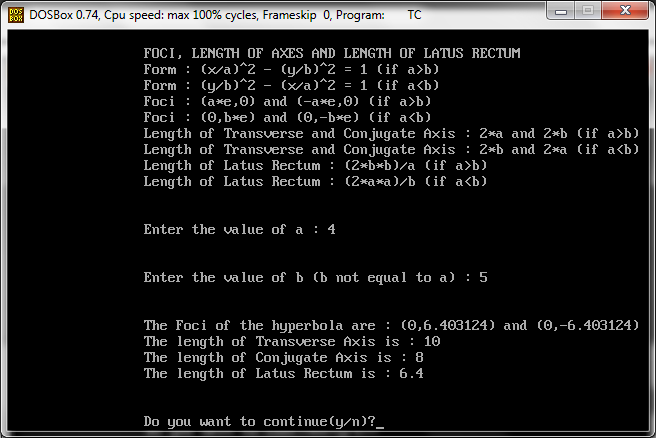 DOSBox 0.74, Cpu speed: max 100% cycles, Frameskip 0, Program: TC
DOS
BOX
FOCI, LENGTH OF AXES AND LENGTH OF LATUS RECTUM
Form : (x/a)^2 - (y/b)^2 = 1 (if a>b)
Form : (y/b)^2 - (x/a)^2 = 1 (if a<b)
Foci : (a*e,0) and (-a*e,0) (if a>b)
Foci : (0,b*e) and (0,-b*e) (if a<b)
Length of Transverse and Conjugate Axis : 2*a and 2*b (if a>b)
Length of Transverse and Conjugate Axis : 2*b and 2*a (if a<b)
Length of Latus Rectum : (2*b*b)/a (if a>b)
Length of Latus Rectum : (2*a*a)/b (if a<b)
Enter the value of a : 4
Enter the value of b (b not equal to a) : 5
The Foci of the hyperbola are : (0,6.403124) and (0,-6.403124)
The length of Transverse Axis is : 10
The length of Conjugate Axis is : 8
The length of Latus Rectum is : 6.4
Do you want to continue(y/n)?_